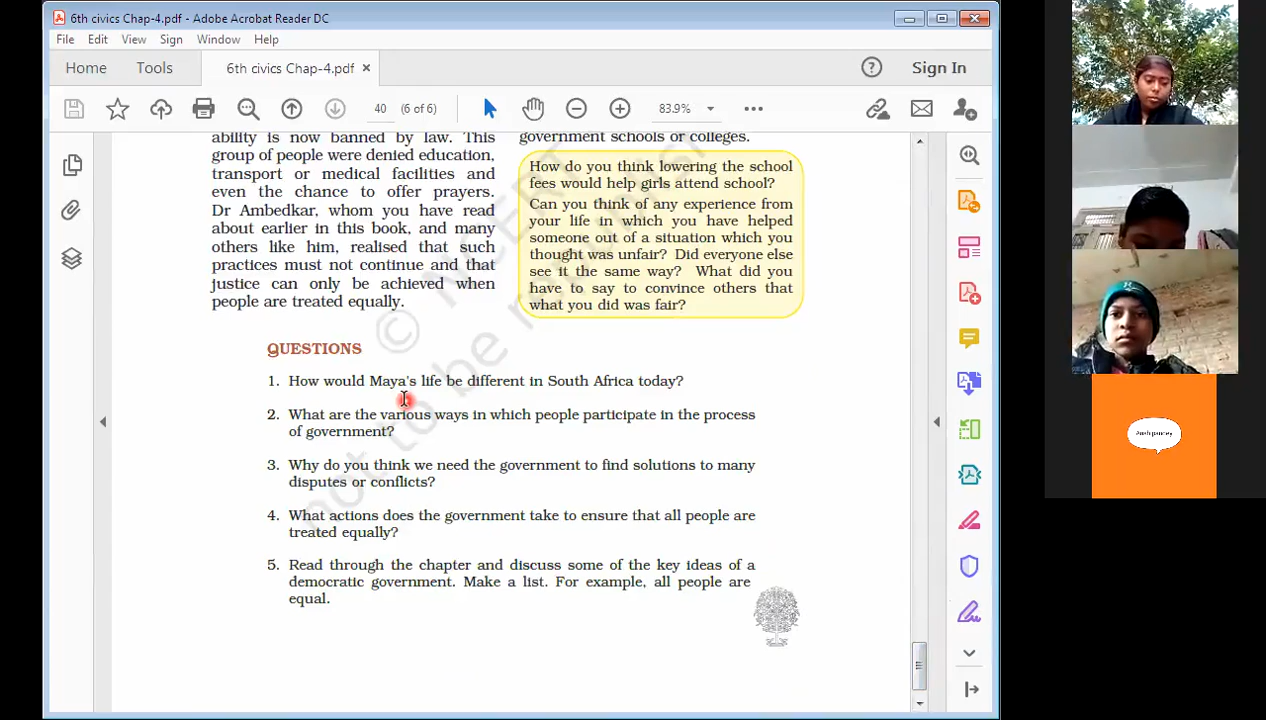 6th civics Chap-4.pdf - Adobe Acrobat Reader DC
File Edit View Sign Window Help
Home Tools 6th civics Chap-4.pdf × Sign In
40 (6 of 6) 83.9%
ability is now banned by law. This
group of people were denied education,
transport or medical facilities and
even the chance to offer prayers.
Dr Ambedkar, whom you have read
about earlier in this book, and many
others like him, realised that such
practices must not continue and that
justice can only be achieved when
people are treated equally.
government schools or colleges.
How do you think lowering the school
fees would help girls attend school?
Can you think of any experience from
your life in which you have helped
someone out of a situation which you
thought was unfair? Did everyone else
see it the same way? What did you
have to say to convince others that
what you did was fair?
QUESTIONS
1. How would Maya's life be different in South Africa today?
2. What are the various ways in which people participate in the process
of government?
3. Why do you think we need the government to find solutions to many
disputes or conflicts?
4. What actions does the government take to ensure that all people are
treated equally?
5. Read through the chapter and discuss some of the key ideas of a
democratic government. Make a list. For example, all people are
equal.
© NCERT
not to be republished